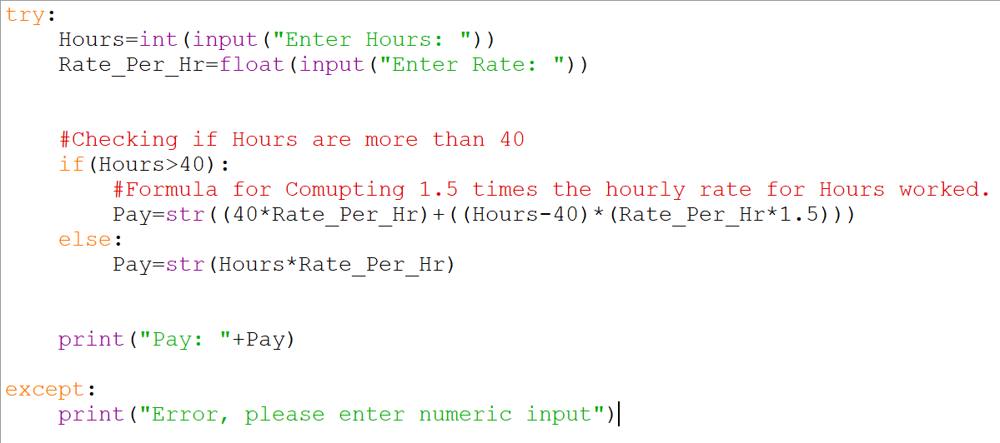 try:
    Hours=int(input("Enter Hours: "))
    Rate_Per_Hr=float(input("Enter Rate: "))
    #Checking if Hours are more than 40
    if(Hours>40):
        #Formula for Comupting 1.5 times the hourly rate for Hours worked.
        Pay=str((40*Rate_Per_Hr)+((Hours-40)*(Rate_Per_Hr*1.5)))
    else:
        Pay=str(Hours*Rate_Per_Hr)
    print("Pay: "+Pay)
except:
    print("Error, please enter numeric input")